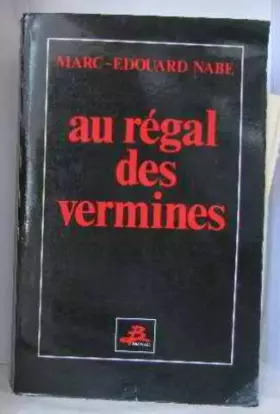 MARC-EDOUARD NABE
au régal
des
vermines